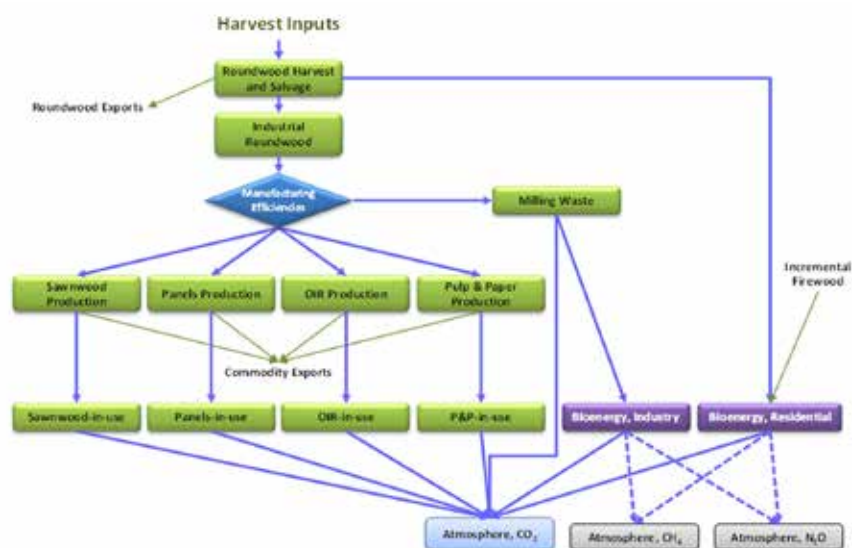 Harvest Inputs
Roundwood Harvest
and Salvage
Roundwood Exports
Industrial
Roundwood
Manufacturing
Efficiencies
Milling Waste
Sawnwood
Production
Panels Production
OIR Production
Pulp & Paper
Production
Incremental
Firewood
Commodity Exports
Sawnwood-in-use
Panels-in-use
OIR-in-use
P&P-in-use
Bioenergy, Industry
Bioenergy, Residential
Atmosphere, CO₂
Atmosphere, CH₄
Atmosphere, N₂O